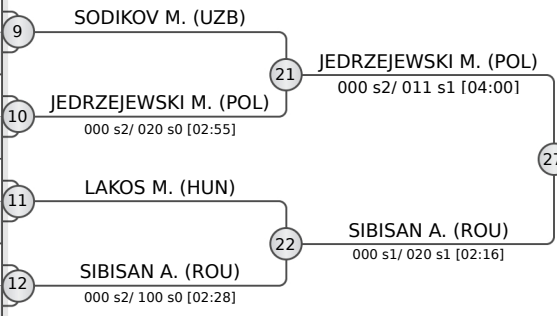 SODIKOV M. (UZB)
9
21
JEDRZEJEWSKI M. (POL)
000 s2/ 011 s1 [04:00]
JEDRZEJEWSKI M. (POL)
10
000 s2/ 020 s0 [02:55]
27
LAKOS M. (HUN)
11
22
SIBISAN A. (ROU)
000 s1/ 020 s1 [02:16]
SIBISAN A. (ROU)
12
000 s2/ 100 s0 [02:28]